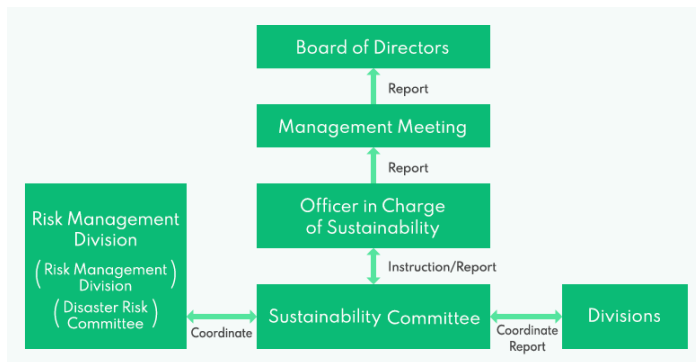 Board of Directors
Report
Management Meeting
Report
Officer in Charge
of Sustainability
Instruction/Report
Risk Management
Division
(Risk Management
Division)
(Disaster Risk
Committee)
Coordinate
Sustainability Committee
Coordinate
Report
Divisions